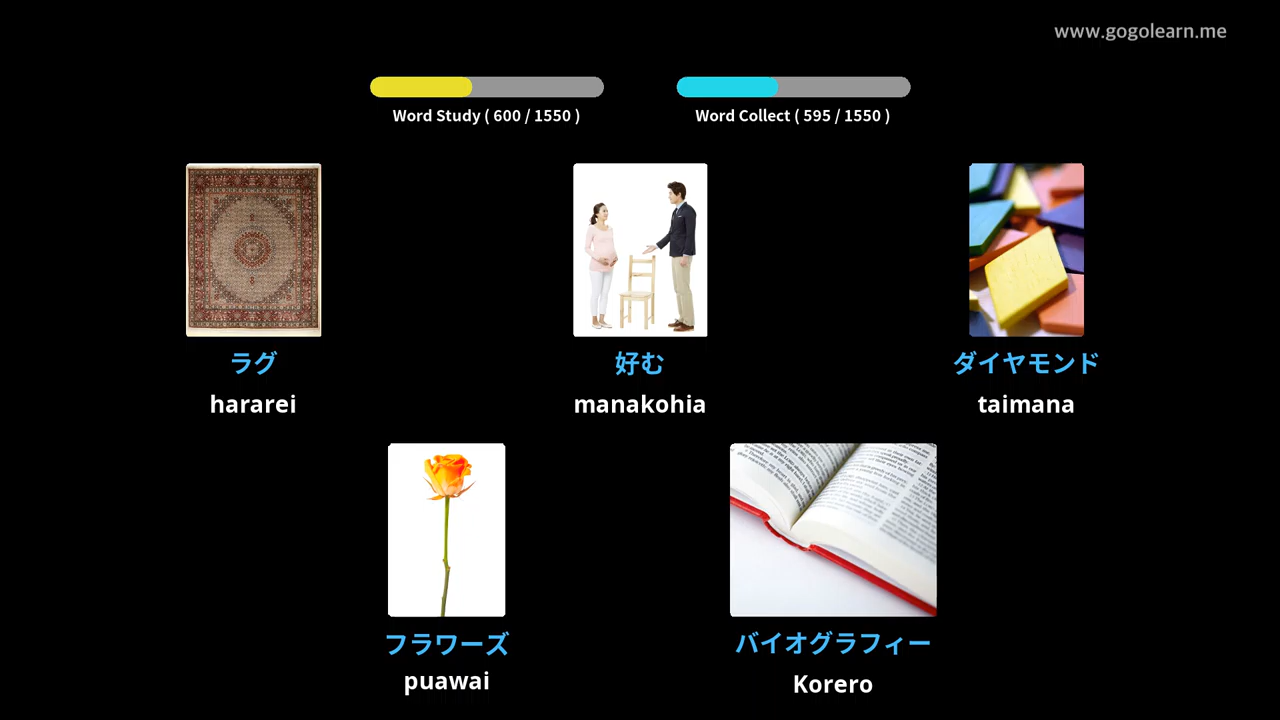 www.gogolearn.me
Word Study ( 600 / 1550 )
Word Collect ( 595 / 1550 )
ラグ
好む
ダイヤモンド
hararei
manakohia
taimana
フラワーズ
バイオグラフィー
puawai
Korero